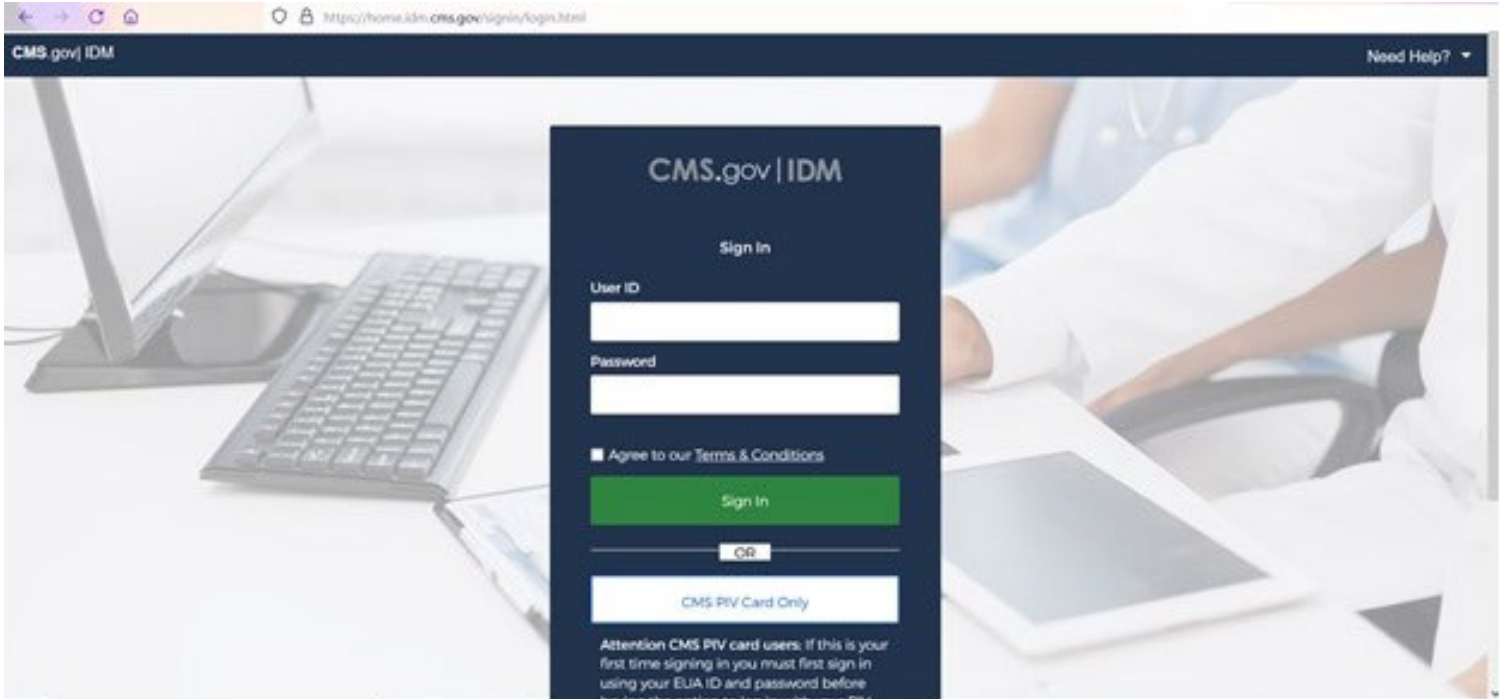 https://home.idm.cms.gov/signin/login.html
CMS.gov| IDM
Need Help?
CMS.gov|IDM
Sign In
User ID
Password
Agree to our Terms & Conditions
Sign In
OR
CMS PIV Card Only
Attention CMS PIV card users: If this is your
first time signing in you must first sign in
using your EUA ID and password before